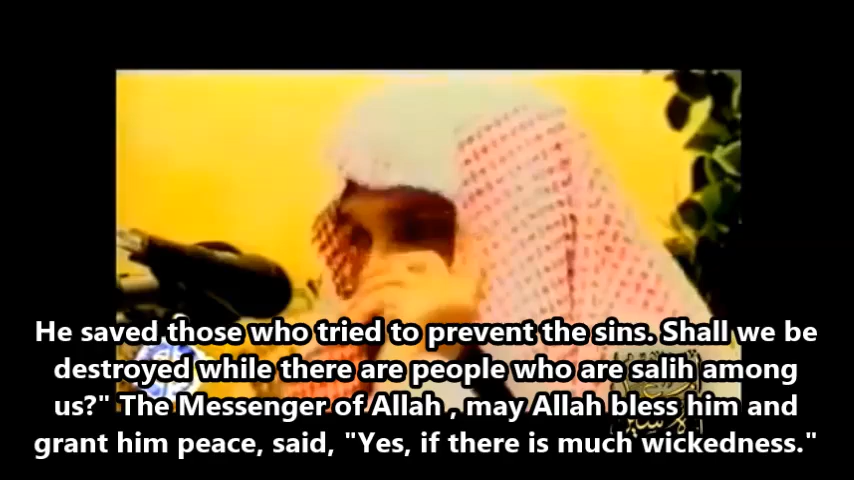 He saved those who tried to prevent the sins. Shall we be
destroyed while there are people who are salih among
us?" The Messenger of Allah , may Allah bless him and
grant him peace, said, "Yes, if there is much wickedness."